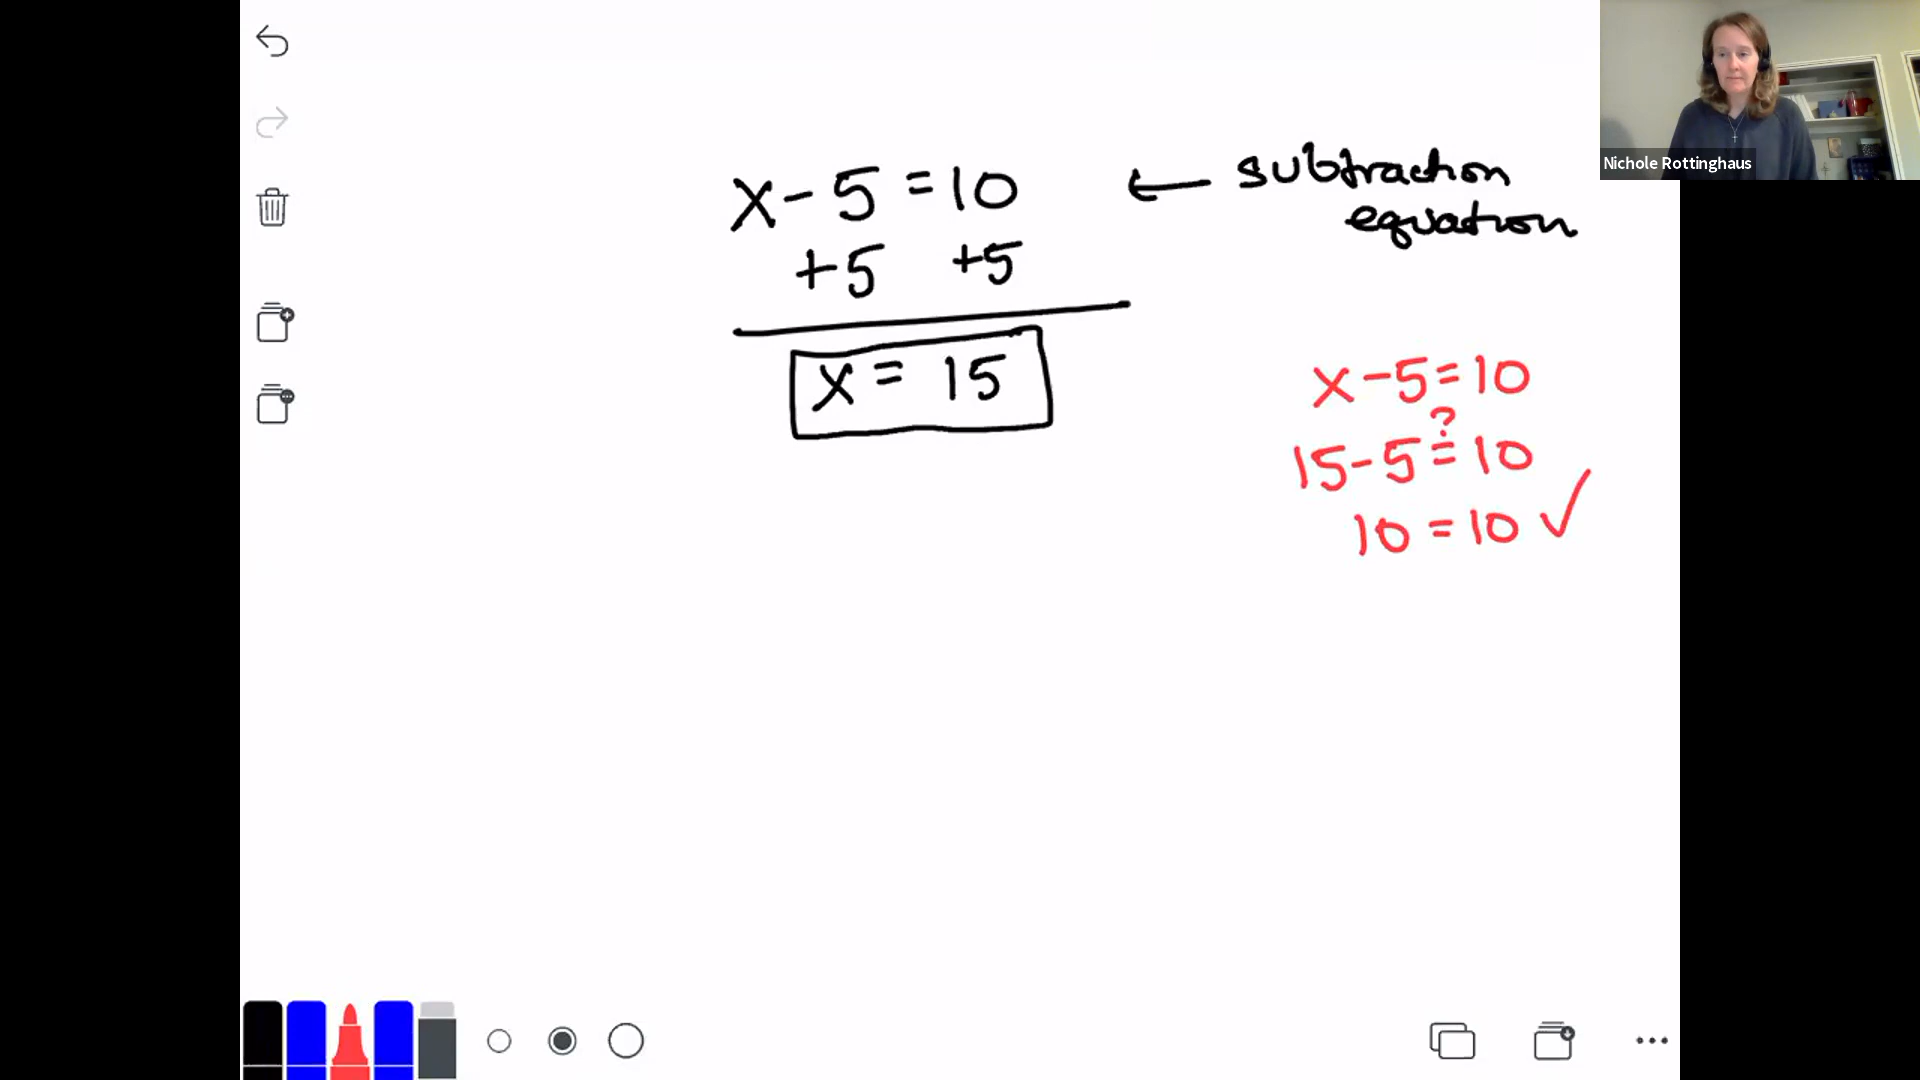 x - 5 = 10
+5 +5
x = 15
← subtraction
equation
x - 5 = 10
?
15 - 5 = 10
10 = 10 ✓
Nichole Rottinghaus